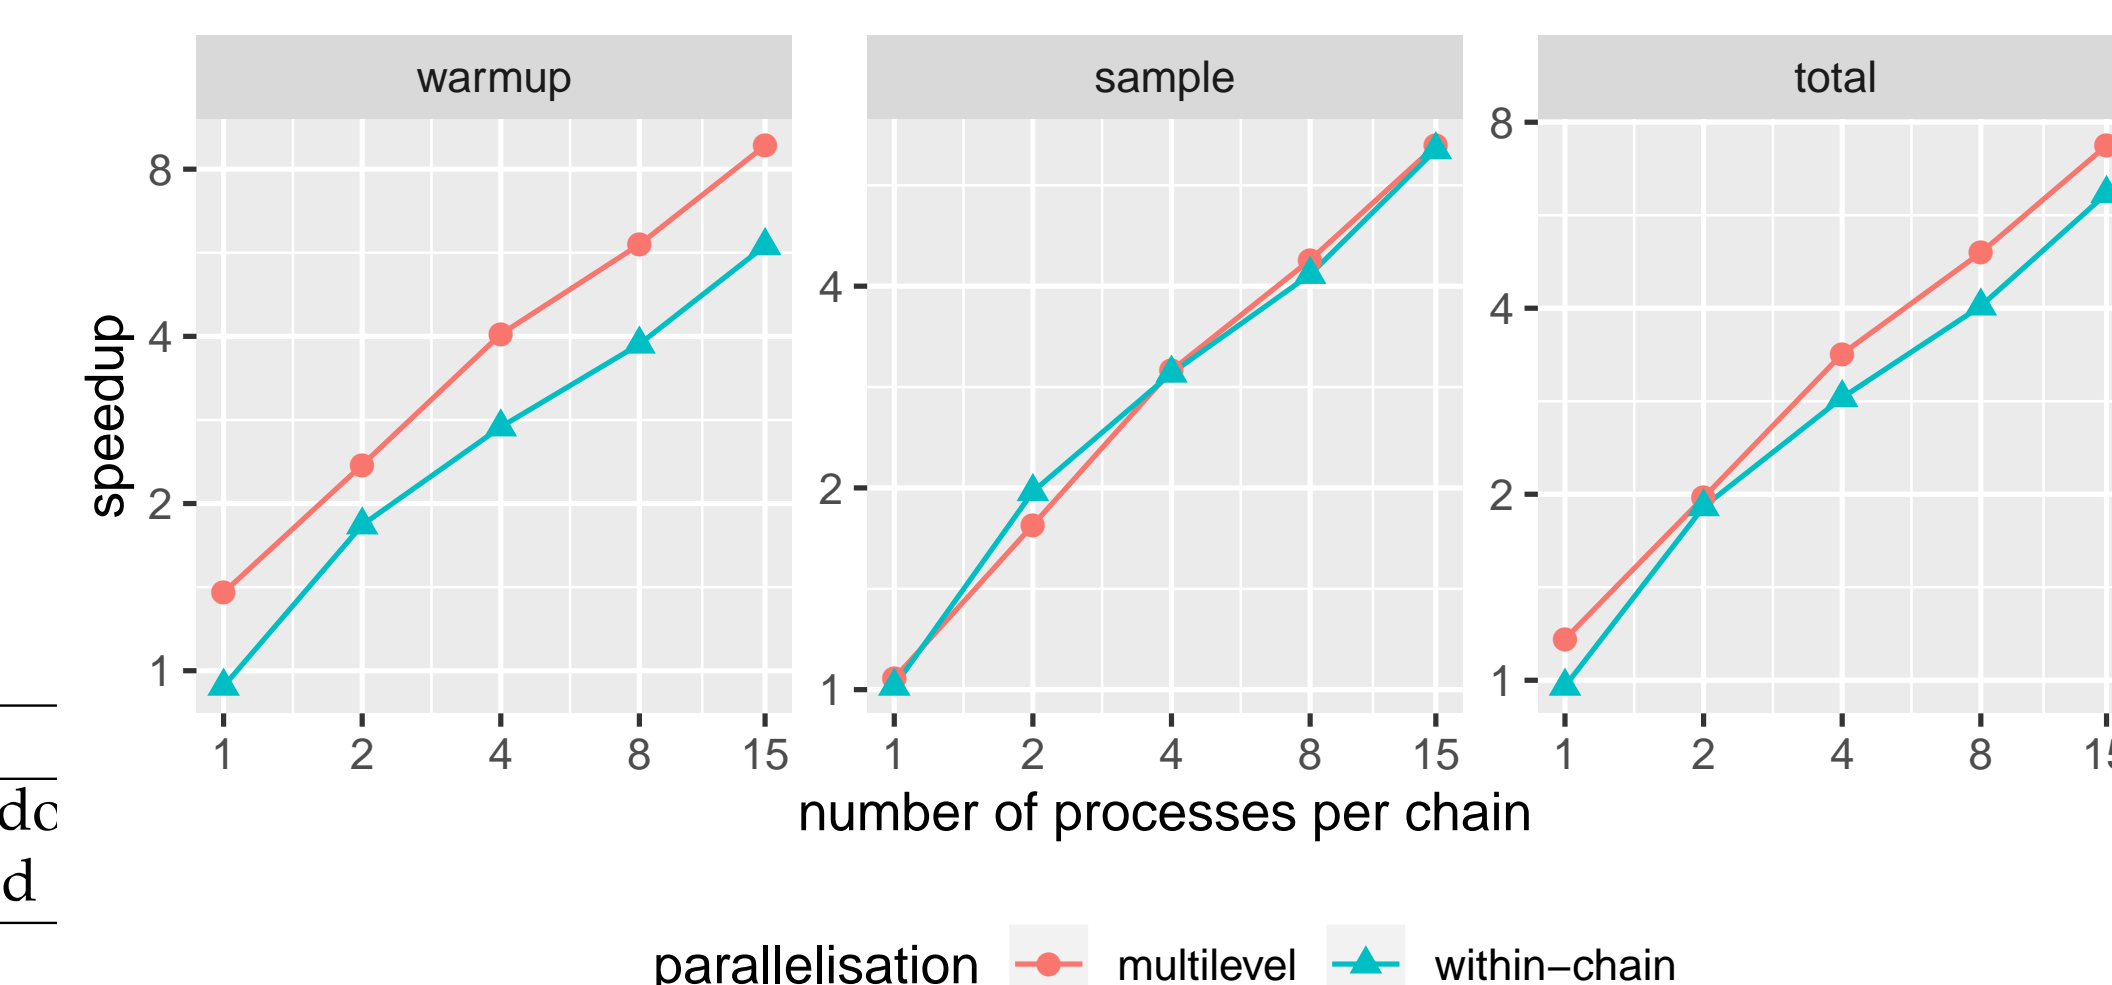 warmup sample total
8
4
2
1
speedup
4
2
1
8
4
2
1
1 2 4 8 15
1 2 4 8 15
1 2 4 8
number of processes per chain
do
d
parallelisation multilevel within−chain